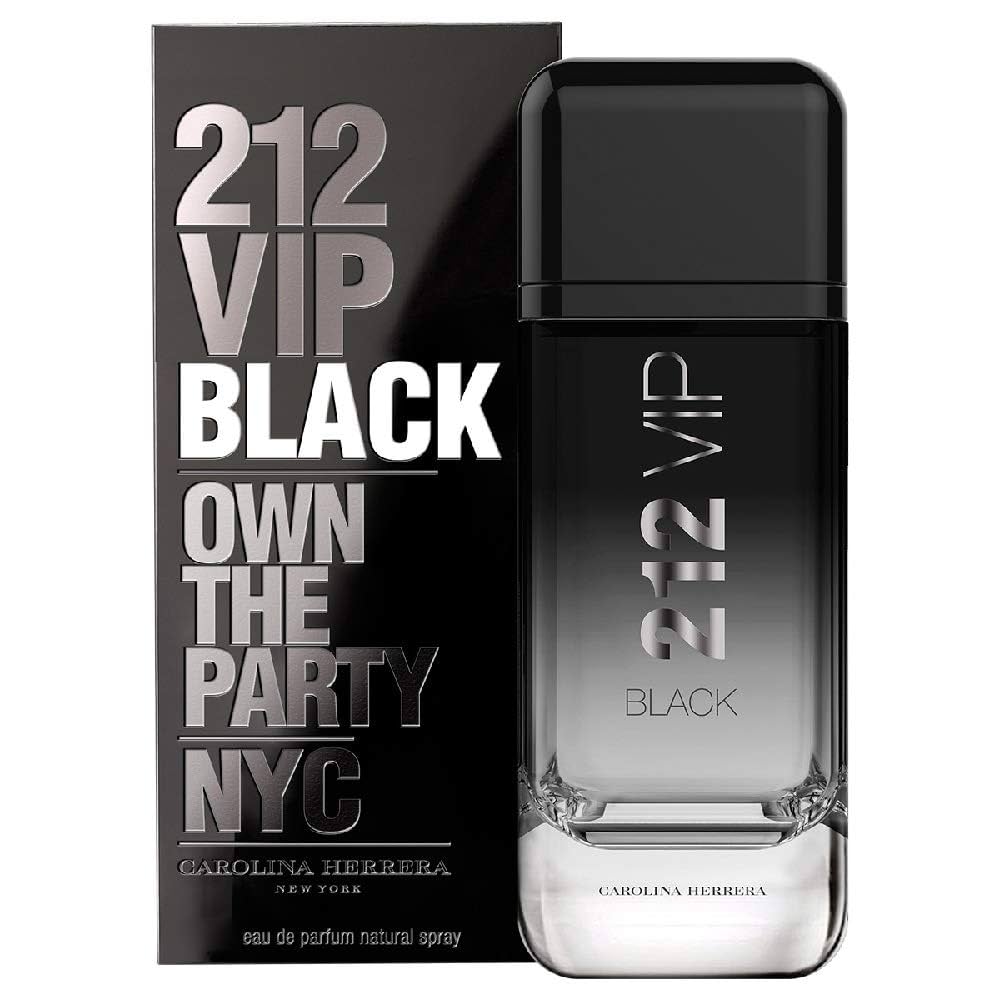 212
VIP
BLACK
OWN
THE
PARTY
NYC
CAROLINA HERRERA
NEW YORK
eau de parfum natural spray
212 VIP
BLACK
CAROLINA HERRERA